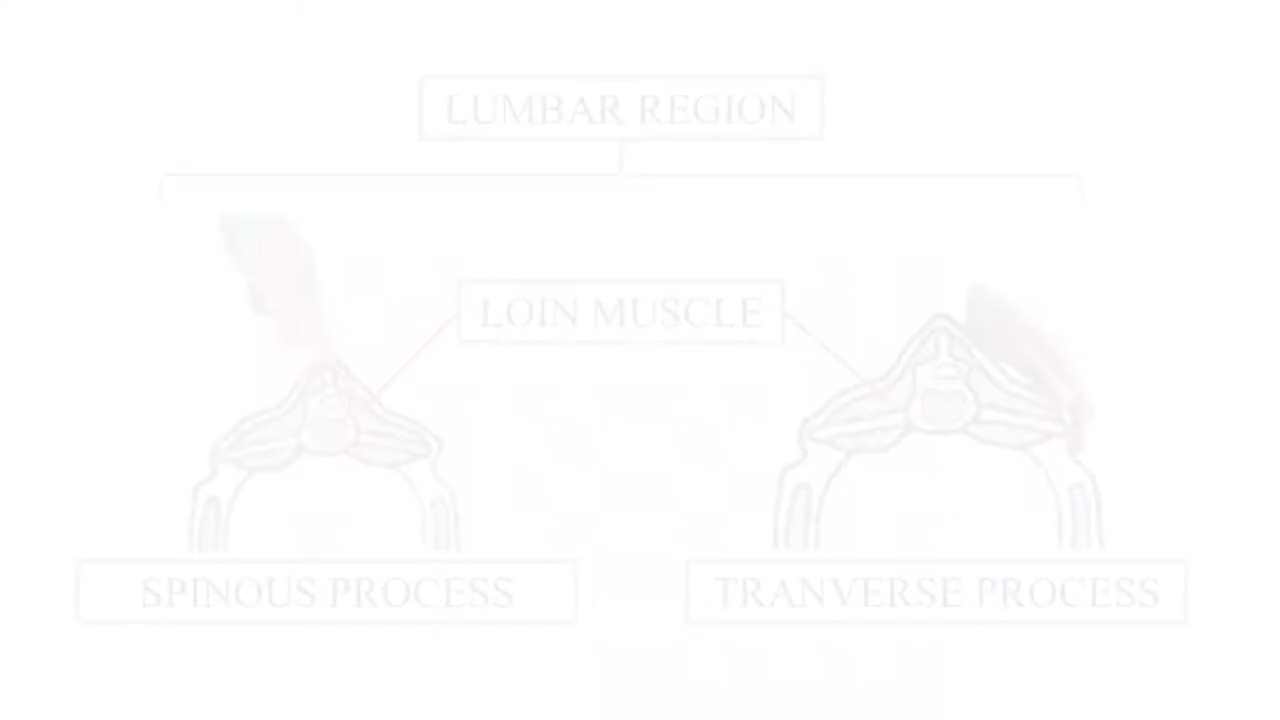 LUMBAR REGION
LOIN MUSCLE
SPINOUS PROCESS
TRANVERSE PROCESS